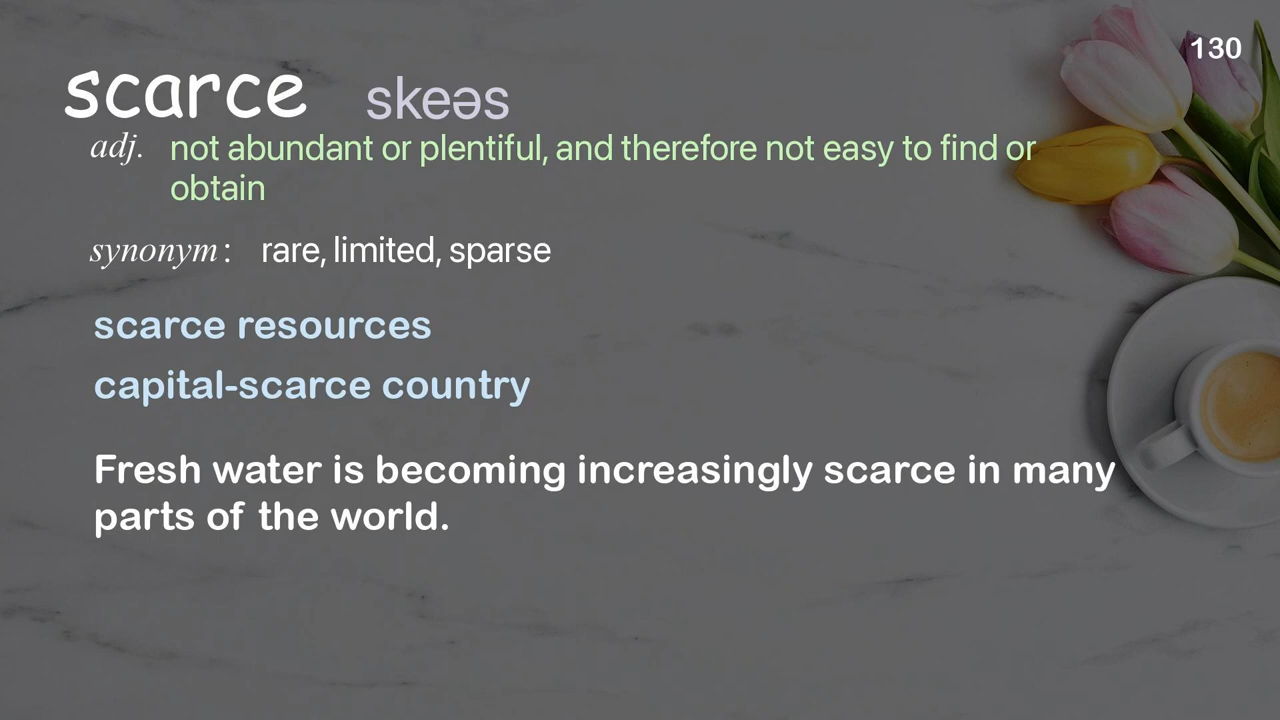 130
scarce skeəs
adj. not abundant or plentiful, and therefore not easy to find or
obtain
synonym: rare, limited, sparse
scarce resources
capital-scarce country
Fresh water is becoming increasingly scarce in many
parts of the world.